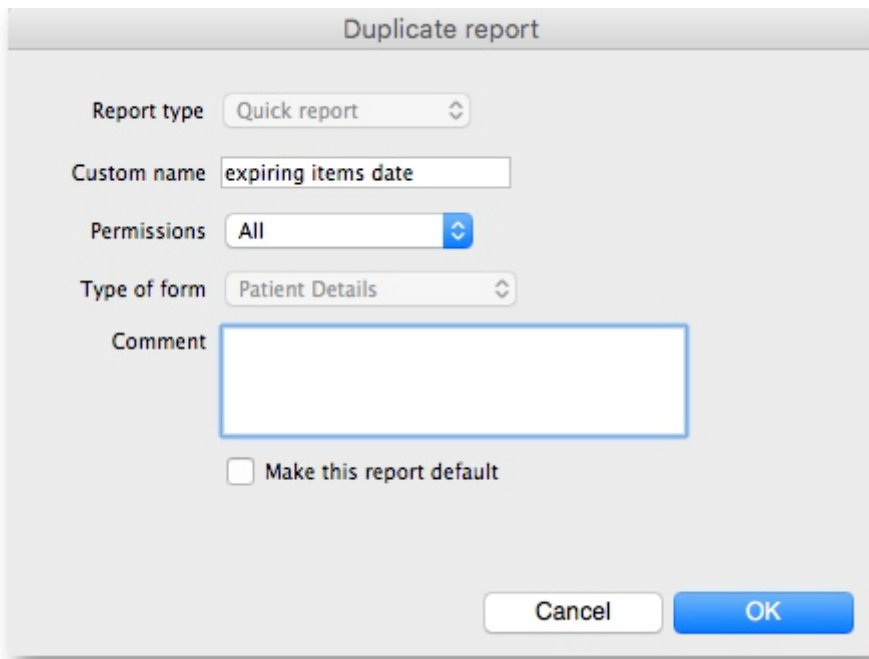 Duplicate report
Report type Quick report
Custom name expiring items date
Permissions All
Type of form Patient Details
Comment
Make this report default
Cancel OK